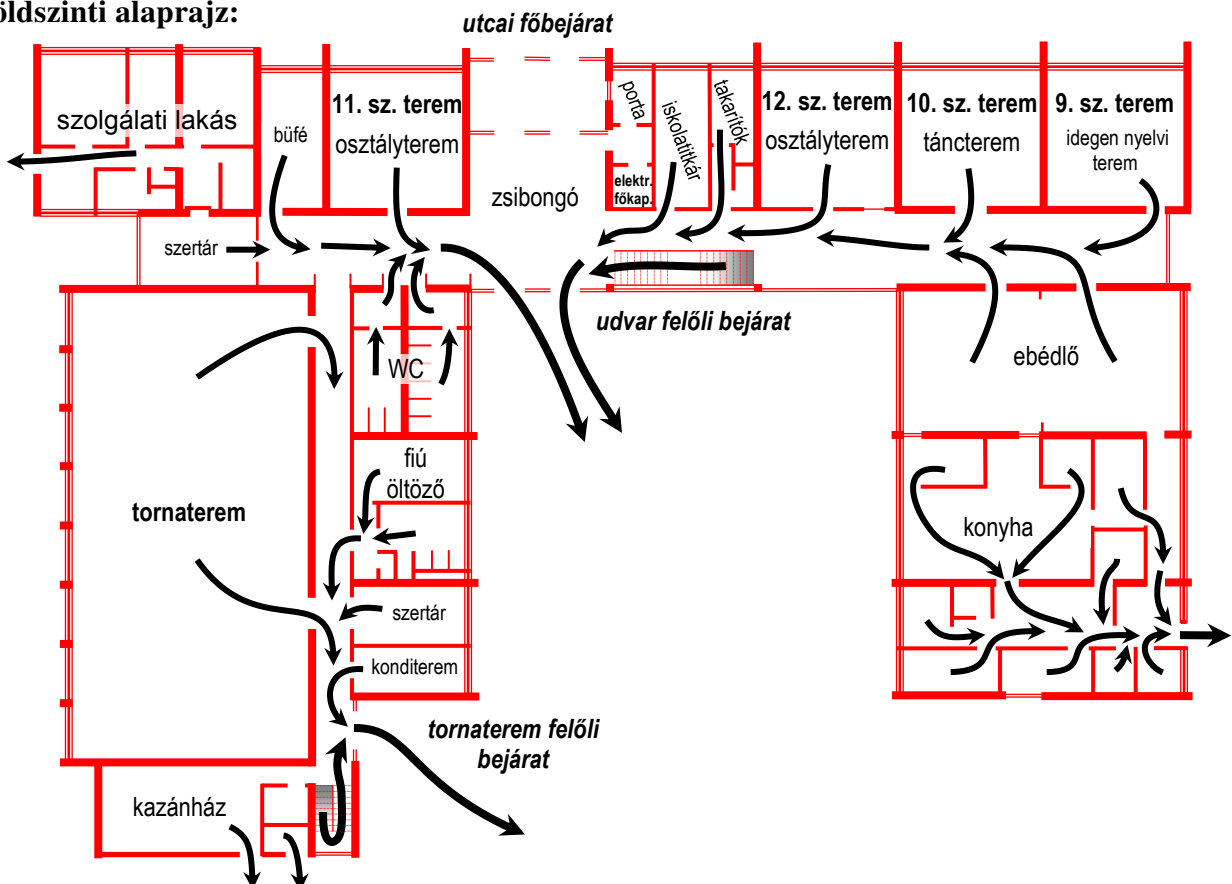 öldszinti alaprajz:
utcai főbejárat
szolgálati lakás
büfé
11. sz. terem
osztályterem
zsibongó
porta
elektr.
főkap.
iskolatitkár
takarítók
12. sz. terem
osztályterem
10. sz. terem
táncterem
9. sz. terem
idegen nyelvi
terem
szertár
udvar felőli bejárat
WC
ebédlő
fiú
öltöző
tornaterem
konyha
szertár
konditerem
tornaterem felőli
bejárat
kazánház